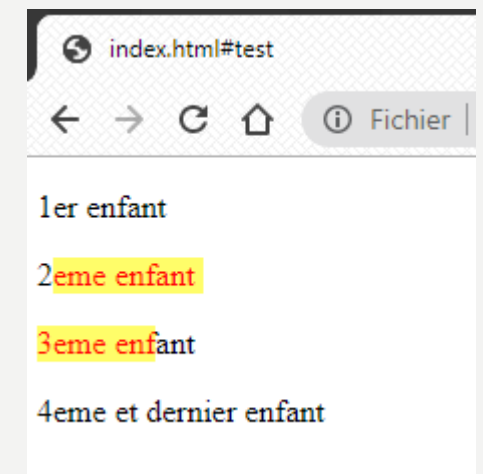 index.html#test
Fichier
1er enfant
2eme enfant
3eme enfant
4eme et dernier enfant